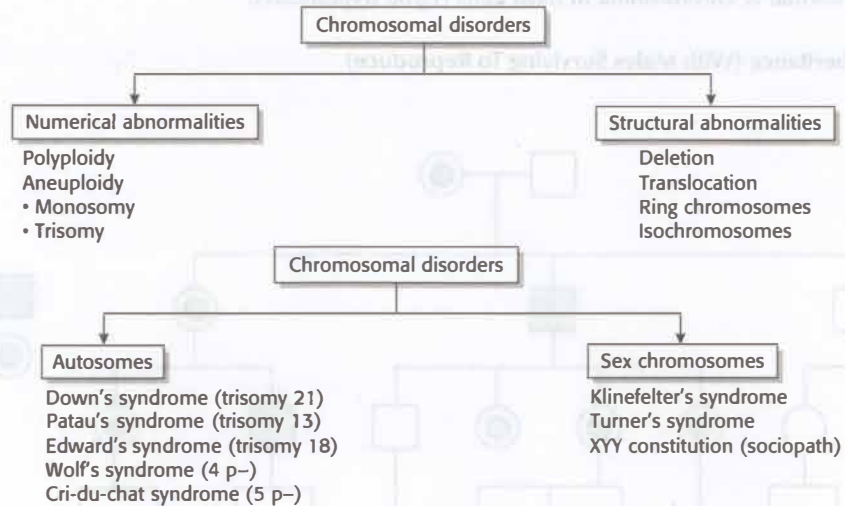 Chromosomal disorders
Numerical abnormalities
Polyploidy
Aneuploidy
• Monosomy
• Trisomy
Structural abnormalities
Deletion
Translocation
Ring chromosomes
Isochromosomes
Chromosomal disorders
Autosomes
Down's syndrome (trisomy 21)
Patau's syndrome (trisomy 13)
Edward's syndrome (trisomy 18)
Wolf's syndrome (4 p–)
Cri-du-chat syndrome (5 p–)
Sex chromosomes
Klinefelter's syndrome
Turner's syndrome
XYY constitution (sociopath)